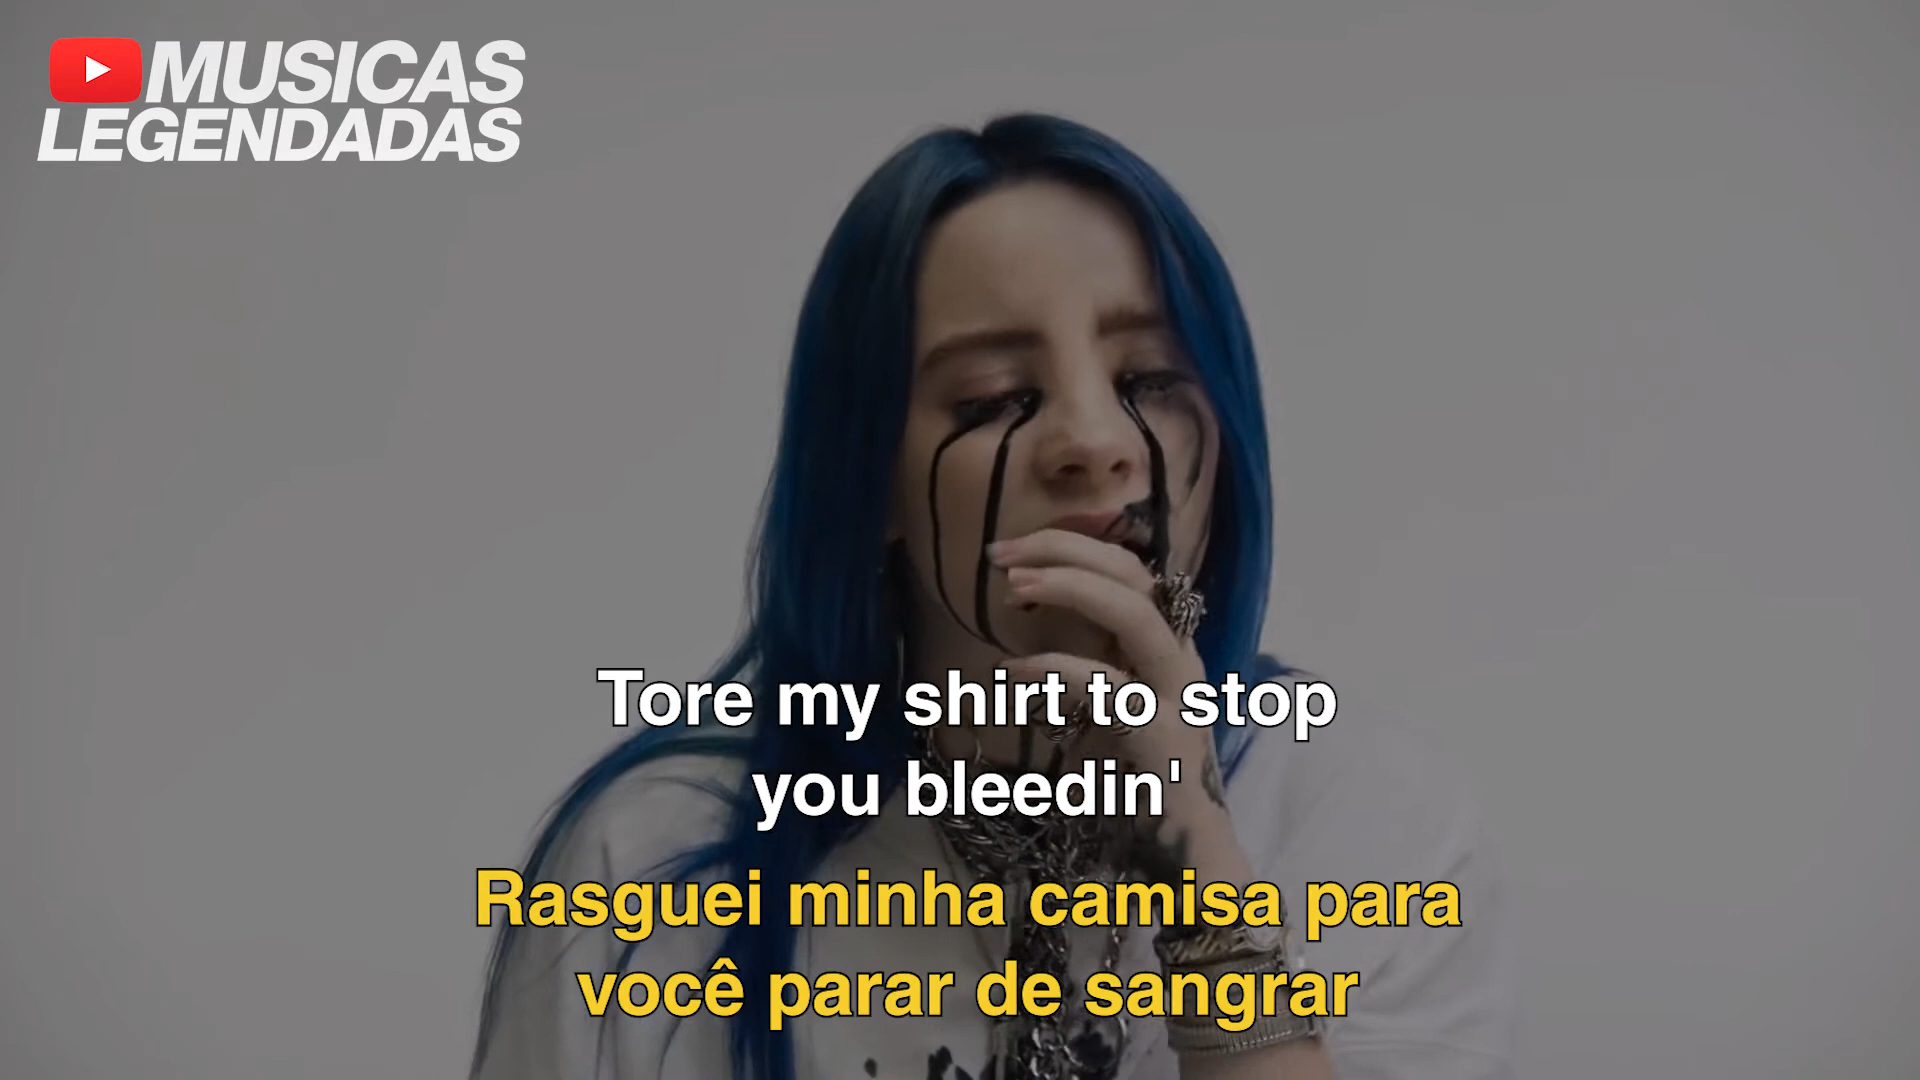 MUSICAS
LEGENDADAS
Tore my shirt to stop
you bleedin'
Rasguei minha camisa para
você parar de sangrar